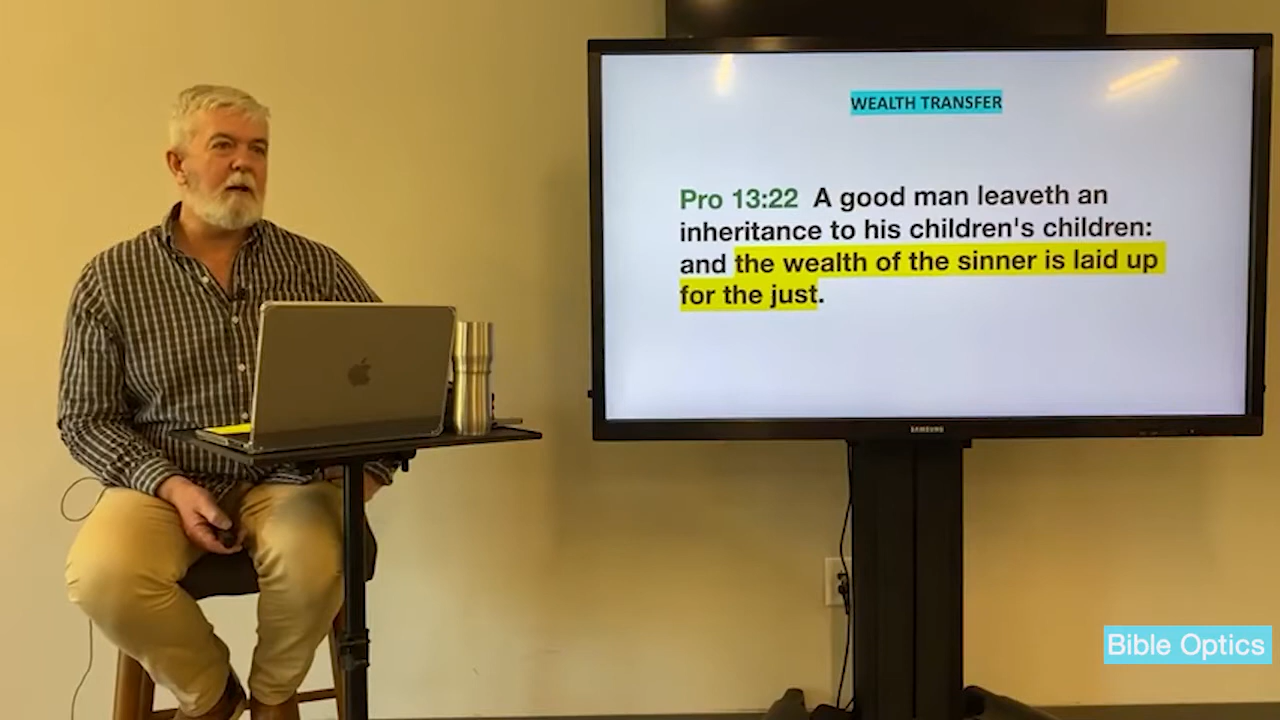 WEALTH TRANSFER
Pro 13:22 A good man leaveth an
inheritance to his children's children:
and the wealth of the sinner is laid up
for the just.
SAMSUNG
Bible Optics